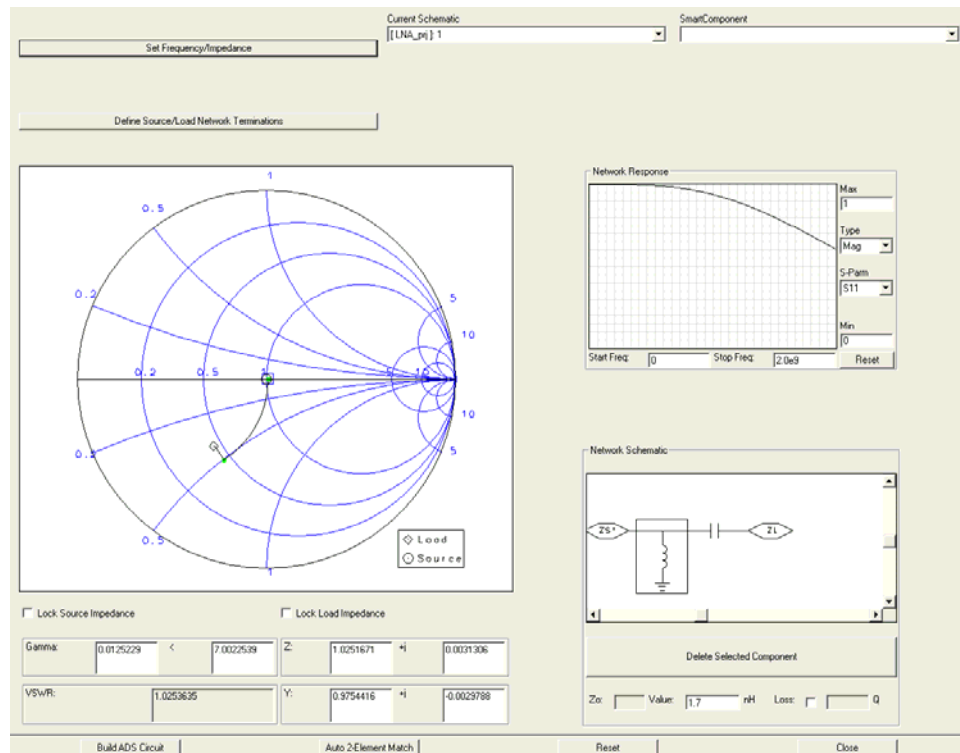 Current Schematic
SmartComponent
Set Frequency/Impedance
[ LNA_prj ]: 1
Define Source/Load Network Terminations
1
0.5
0.2
5
10
0.2
0.5
1
5
10
10
0.2
5
0.5
1
Load
Source
Network Response
Max
1
Type
Mag
S-Parm
S11
Min
0
Start Freq:
0
Stop Freq:
2.0e9
Reset
Network Schematic
ZS*
ZL
Lock Source Impedance
Lock Load Impedance
Gamma:
0.0125229
<
7.0022539
Z:
1.0251671
+j
0.0031306
VSWR:
1.0253635
Y:
0.9754416
+j
-0.0029788
Delete Selected Component
Zo:
Value:
1.7
nH
Loss:
Q
Build ADS Circuit
Auto 2-Element Match
Reset
Close